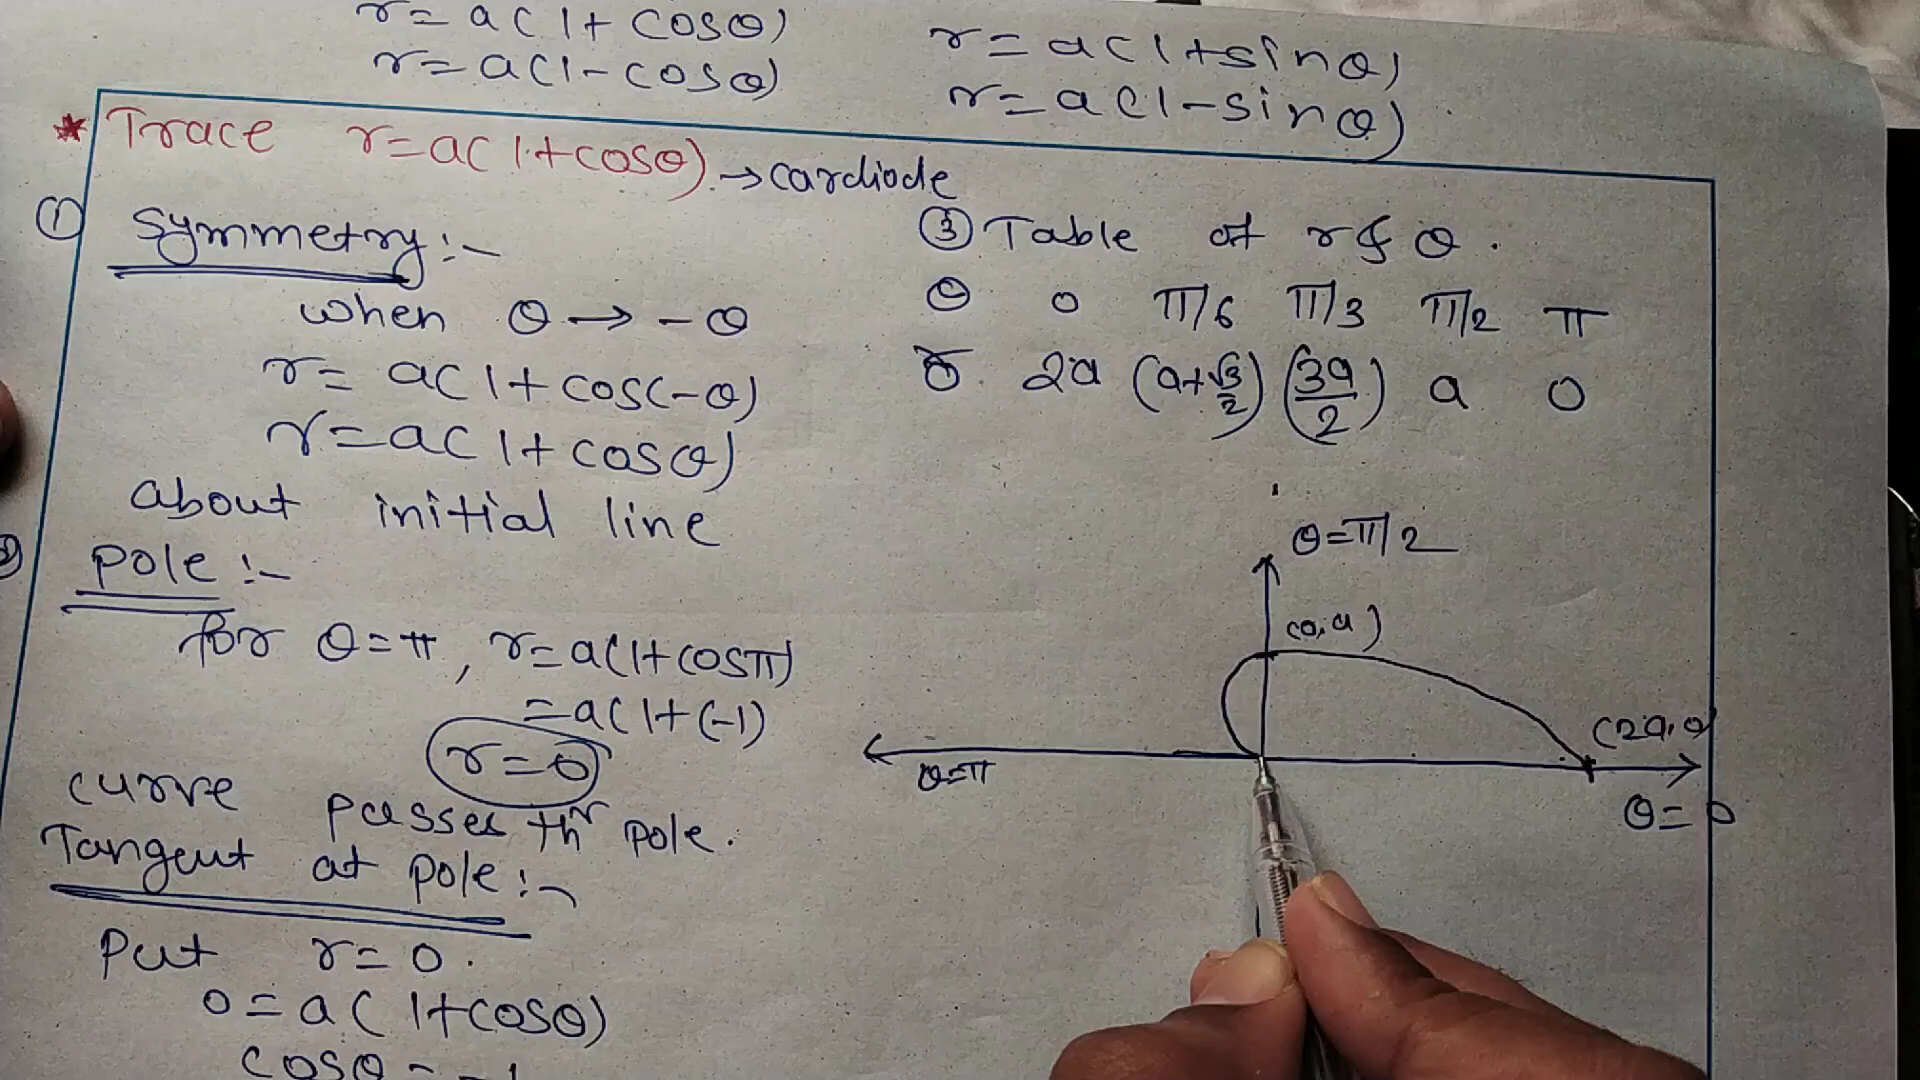 r = a(1 + cosθ)
r = a(1 - cosθ)
r = a(1 + sinθ)
r = a(1 - sinθ)
* Trace r = a(1 + cosθ) → cardiode
① Symmetry :-
when θ → -θ
r = a(1 + cos(-θ)
r = a(1 + cosθ)
about initial line
② Pole :-
for θ = π, r = a(1 + cosπ)
= a(1 + (-1)
r = 0
curve passes thr pole.
Tangent at pole :-
Put r = 0.
0 = a(1 + cosθ)
cosθ = -1
③ Table of r & θ.
θ 0 π/6 π/3 π/2 π
r 2a (a+√3/2) (3a/2) a 0
θ = π/2
(0,a)
(2a,0)
θ = π
θ = 0